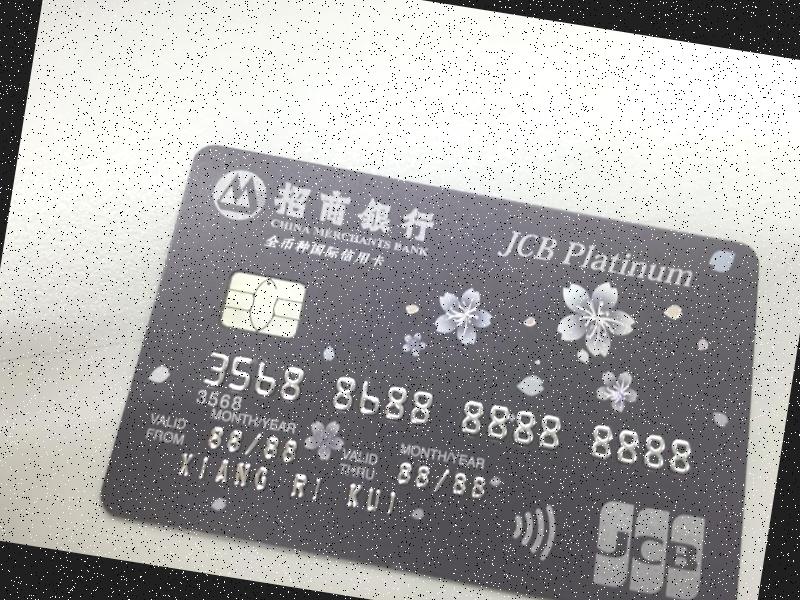 招商銀行
CHINA MERCHANTS BANK
全币种国际信用卡
JCB Platinum
3568 8688 8888 8888
3568
VALID FROM MONTH/YEAR 88/88
VALID THRU MONTH/YEAR 88/88
XIANG RI KUI
JCB